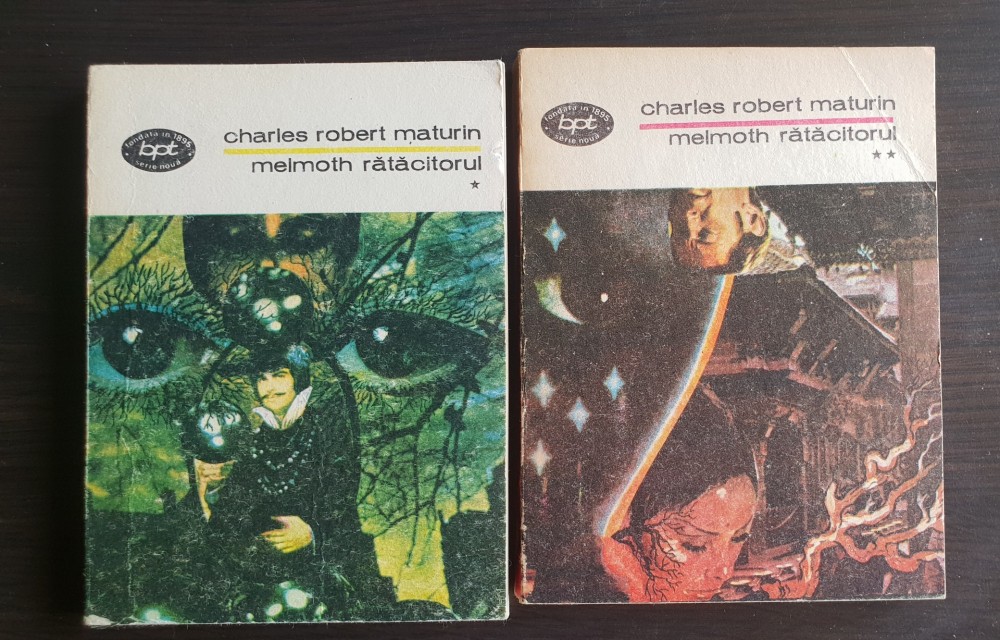 fondată în 1895
bpt
serie nouă
charles robert maturin
melmoth rătăcitorul
*
fondată în 1895
bpt
serie nouă
charles robert maturin
melmoth rătăcitorul
**